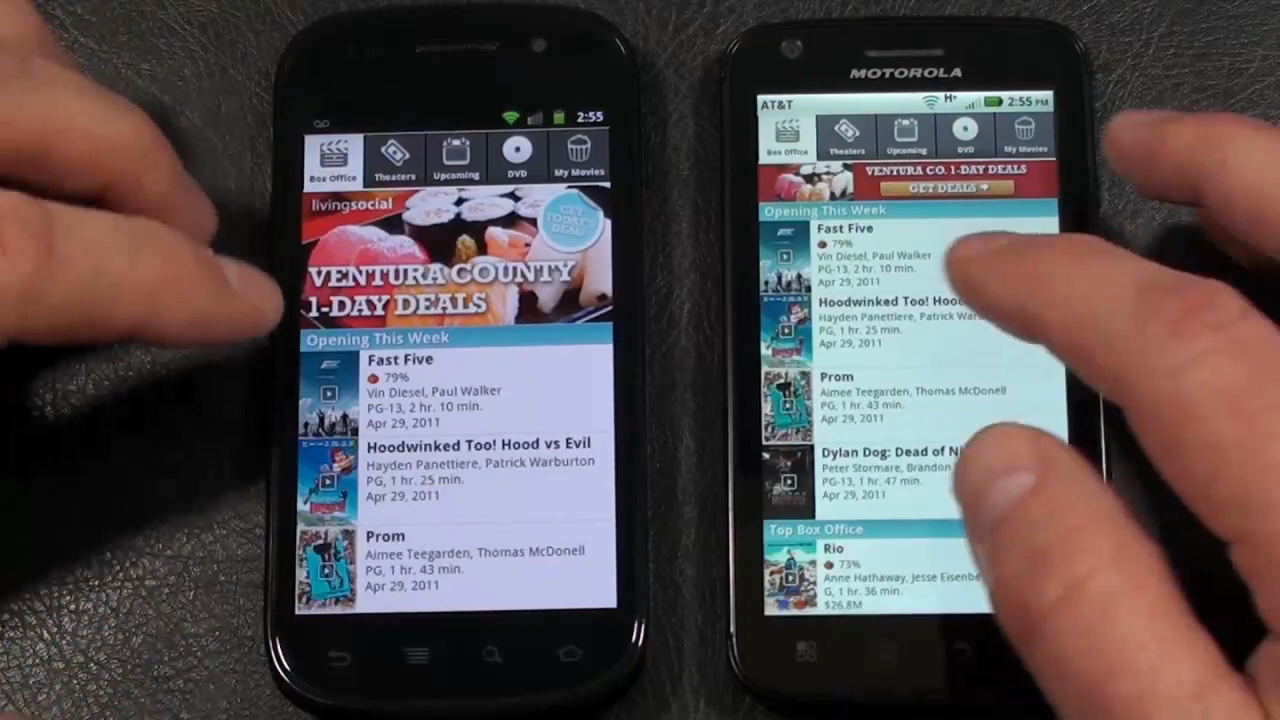 2:55
Box Office
Theaters
Upcoming
DVD
My Movies
livingsocial
GET TODAY'S DEAL
VENTURA COUNTY
1-DAY DEALS
Opening This Week
Fast Five
79%
Vin Diesel, Paul Walker
PG-13, 2 hr. 10 min.
Apr 29, 2011
Hoodwinked Too! Hood vs Evil
Hayden Panettiere, Patrick Warburton
PG, 1 hr. 25 min.
Apr 29, 2011
Prom
Aimee Teegarden, Thomas McDonell
PG, 1 hr. 43 min.
Apr 29, 2011
MOTOROLA
AT&T
H+
2:55 PM
Box Office
Theaters
Upcoming
DVD
My Movies
VENTURA CO. 1-DAY DEALS
GET DEALS
Opening This Week
Fast Five
79%
Vin Diesel, Paul Walker
PG-13, 2 hr. 10 min.
Apr 29, 2011
Hoodwinked Too! Hoo
Hayden Panettiere, Patrick Warbu
PG, 1 hr. 25 min.
Apr 29, 2011
Prom
Aimee Teegarden, Thomas McDonell
PG, 1 hr. 43 min.
Apr 29, 2011
Dylan Dog: Dead of Ni
Peter Stormare, Brandon
PG-13, 1 hr. 47 min.
Apr 29, 2011
Top Box Office
Rio
73%
Anne Hathaway, Jesse Eisenbe
G, 1 hr. 36 min.
$26.8M